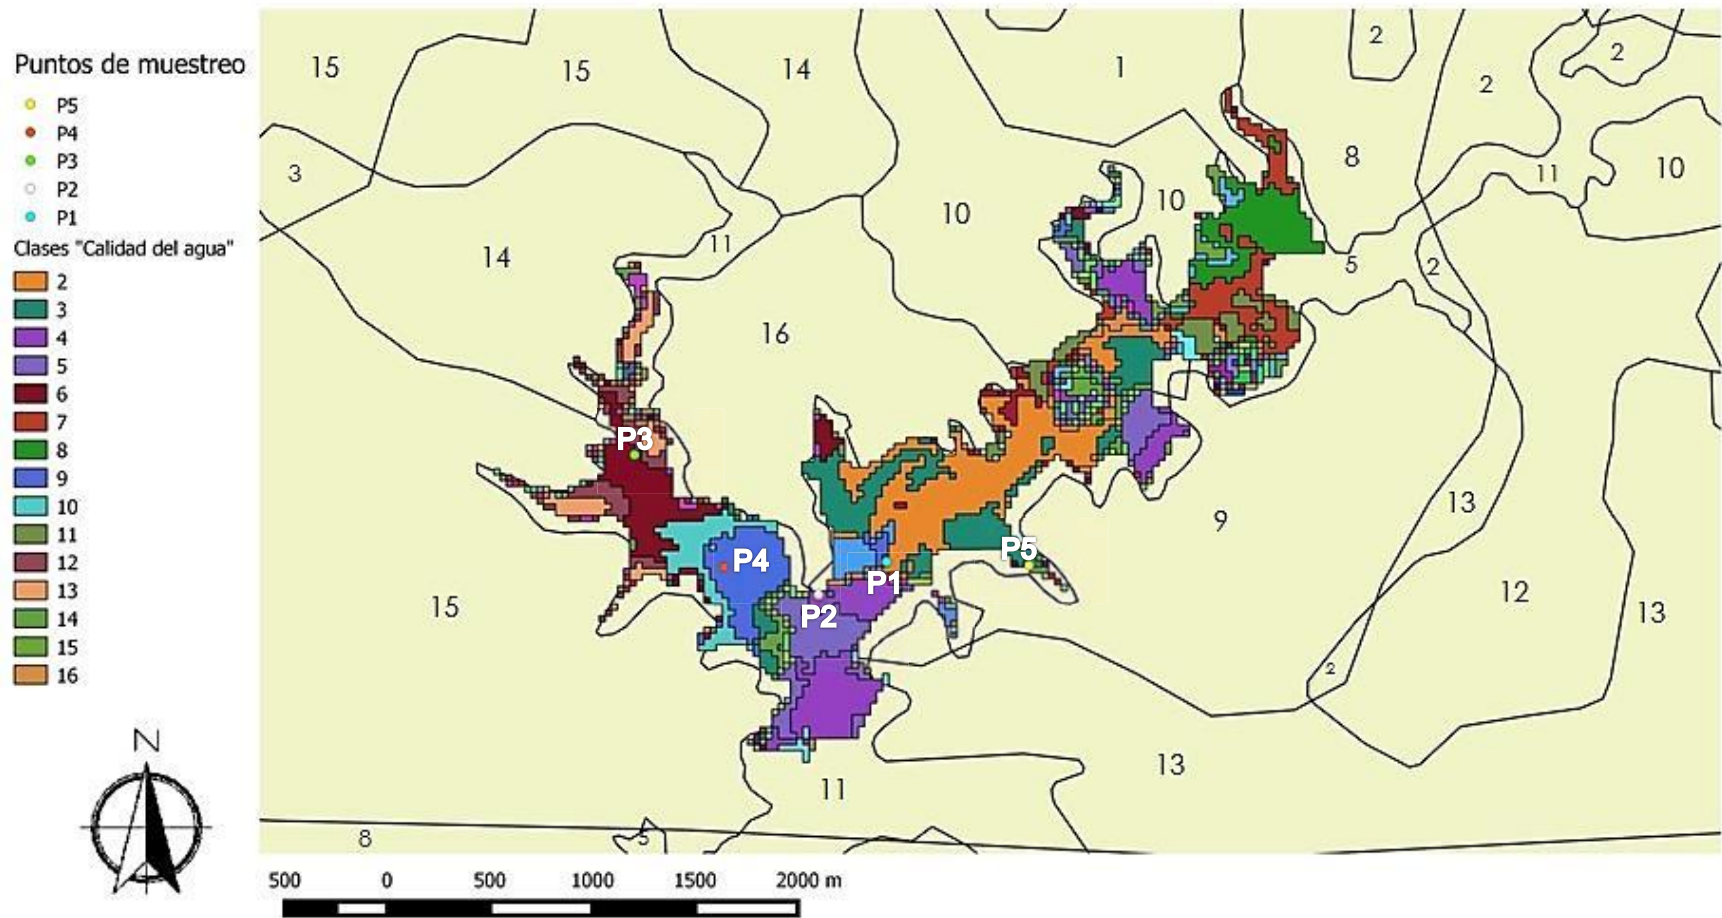 Puntos de muestreo
P5
P4
P3
P2
P1
Clases "Calidad del agua"
2
3
4
5
6
7
8
9
10
11
12
13
14
15
16
N
500 0 500 1000 1500 2000 m
15 15 14 1 2 2 2
3 8 11 10
14 11 10 10
5 2
16
P3
9 13
P4 P5
P1
P2
15 12 13
2
13
11
8 5